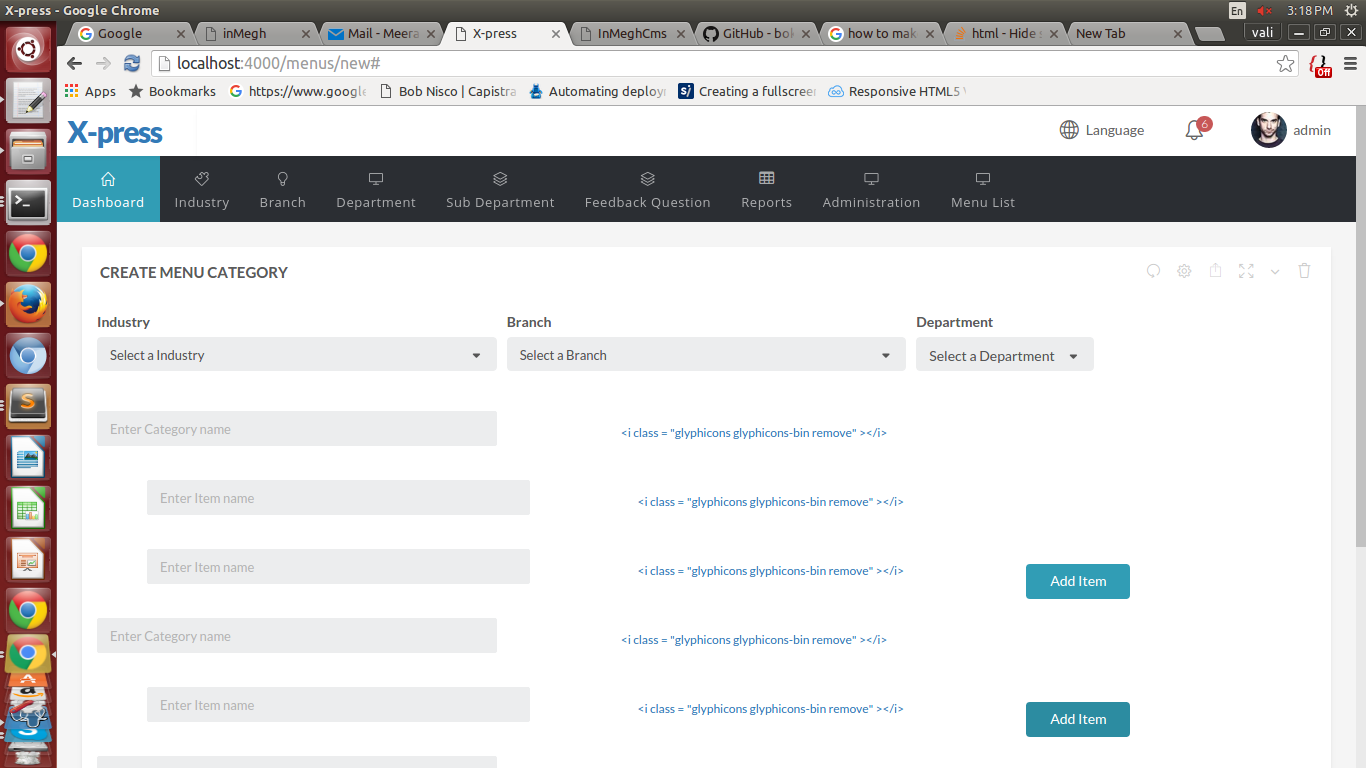 X-press - Google Chrome
En
3:18 PM
Google
inMegh
Mail - Meera
X-press
InMeghCms
GitHub - bok
how to mak
html - Hide s
New Tab
vali
localhost:4000/menus/new#
Off
Apps
Bookmarks
https://www.google
Bob Nisco | Capistra
Automating deploy
Creating a fullscreen
Responsive HTML5
X-press
Language
6
admin
Dashboard
Industry
Branch
Department
Sub Department
Feedback Question
Reports
Administration
Menu List
CREATE MENU CATEGORY
Industry
Branch
Department
Select a Industry
Select a Branch
Select a Department
Enter Category name
<i class = "glyphicons glyphicons-bin remove" ></i>
Enter Item name
<i class = "glyphicons glyphicons-bin remove" ></i>
Enter Item name
<i class = "glyphicons glyphicons-bin remove" ></i>
Add Item
Enter Category name
<i class = "glyphicons glyphicons-bin remove" ></i>
Enter Item name
<i class = "glyphicons glyphicons-bin remove" ></i>
Add Item